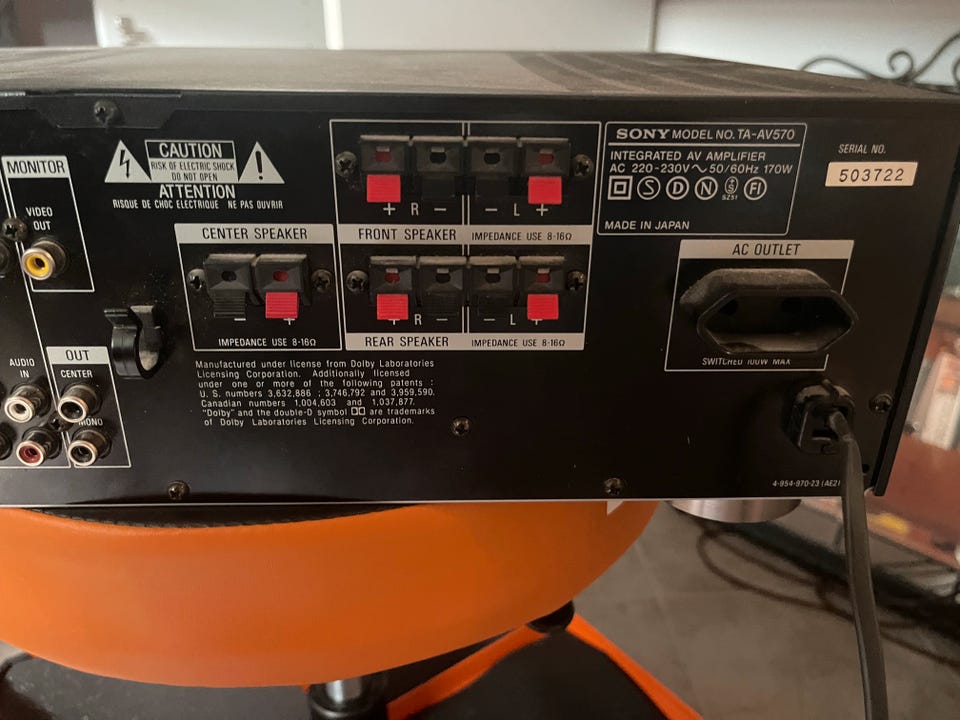 MONITOR
VIDEO
OUT
AUDIO
IN
OUT
CENTER
MONO
CAUTION
RISK OF ELECTRIC SHOCK
DO NOT OPEN
ATTENTION
RISQUE DE CHOC ELECTRIQUE NE PAS OUVRIR
CENTER SPEAKER
− +
IMPEDANCE USE 8-16Ω
+ R − − L +
FRONT SPEAKER IMPEDANCE USE 8-16Ω
+ R − − L +
REAR SPEAKER IMPEDANCE USE 8-16Ω
Manufactured under license from Dolby Laboratories
Licensing Corporation. Additionally licensed
under one or more of the following patents :
U. S. numbers 3,632,886 ; 3,746,792 and 3,959,590.
Canadian numbers 1,004,603 and 1,037,877.
"Dolby" and the double-D symbol are trademarks
of Dolby Laboratories Licensing Corporation.
SONY MODEL NO. TA-AV570
INTEGRATED AV AMPLIFIER
AC 220-230V~50/60Hz 170W
S D N S FI
SZ51
MADE IN JAPAN
SERIAL NO.
503722
AC OUTLET
SWITCHED 100W MAX
4-954-970-23 (AE2)